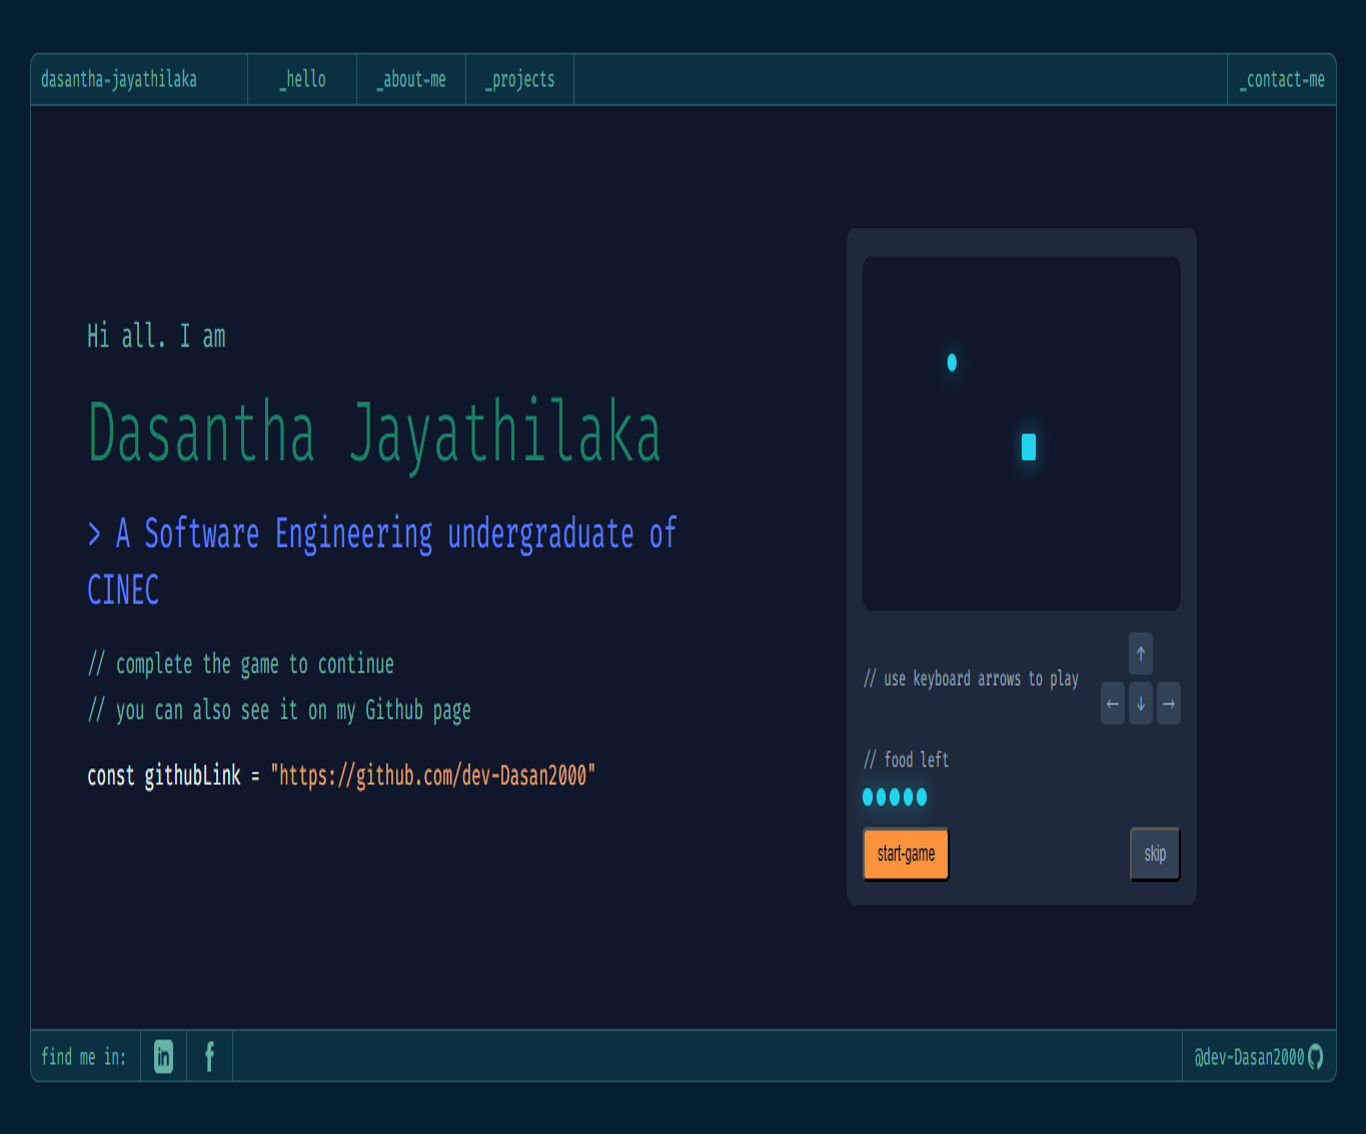 dasantha-jayathilaka
_hello
_about-me
_projects
_contact-me
Hi all. I am
Dasantha Jayathilaka
> A Software Engineering undergraduate of
CINEC
// complete the game to continue
// you can also see it on my Github page
const githubLink = "https://github.com/dev-Dasan2000"
// use keyboard arrows to play
↑
← ↓ →
// food left
start-game
skip
find me in:
in
f
@dev-Dasan2000